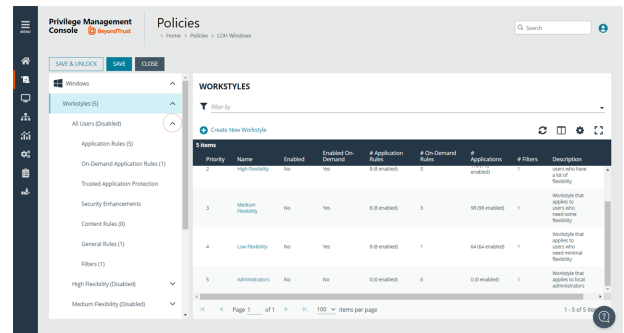 MENU
Privilege Management
Console BeyondTrust
Policies
Home Policies LOH Windows
Search
SAVE & UNLOCK SAVE CLOSE
Windows
Workstyles (5)
All Users (Disabled)
Application Rules (5)
On-Demand Application Rules (1)
Trusted Application Protection
Security Enhancements
Content Rules (0)
General Rules (1)
Filters (1)
High Flexibility (Disabled)
Medium Flexibility (Disabled)
WORKSTYLES
Filter by
Create New Workstyle
5 items
Priority Name Enabled Enabled On-Demand # Application Rules # On-Demand Rules # Applications # Filters Description
2 High Flexibility No Yes 8 (8 enabled) 3 enabled) 1 users who have
a lot of
flexibility
3 Medium Flexibility No Yes 8 (8 enabled) 3 98 (98 enabled) 1 Workstyle that
applies to
users who
need some
flexibility
4 Low Flexibility No Yes 8 (8 enabled) 1 64 (64 enabled) 1 Workstyle that
applies to
users who
need minimal
flexibility
5 Administrators No No 0 (0 enabled) 0 0 (0 enabled) 1 Workstyle that
applies to local
administrators
Page 1 of 1 100 items per page 1 - 5 of 5